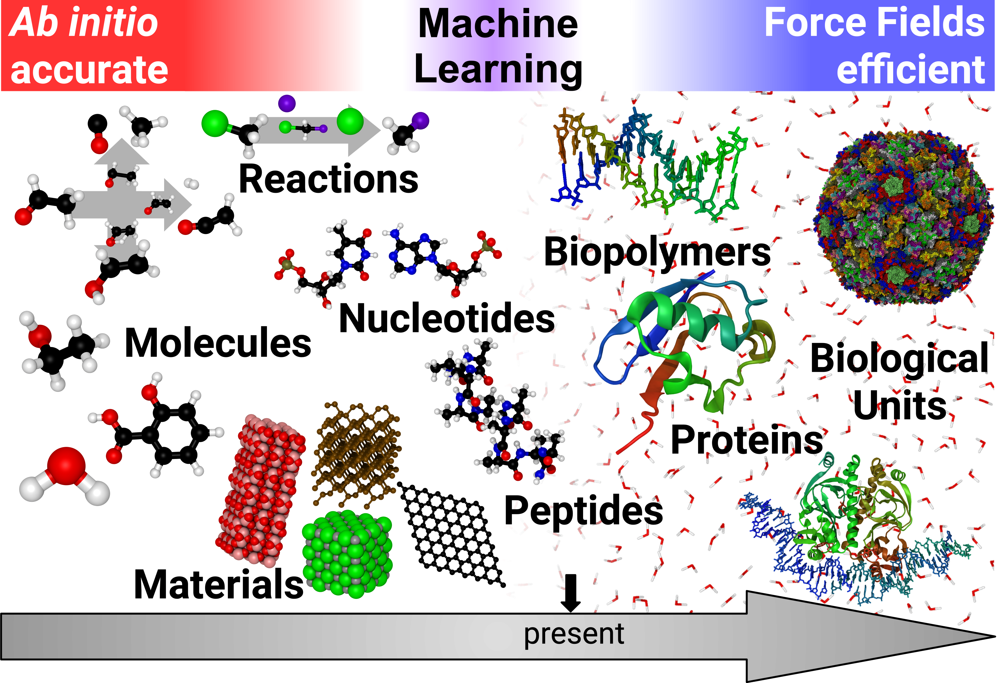 Ab initio
accurate
Machine
Learning
Force Fields
efficient
Reactions
Biopolymers
Nucleotides
Molecules
Biological
Units
Proteins
Peptides
Materials
present